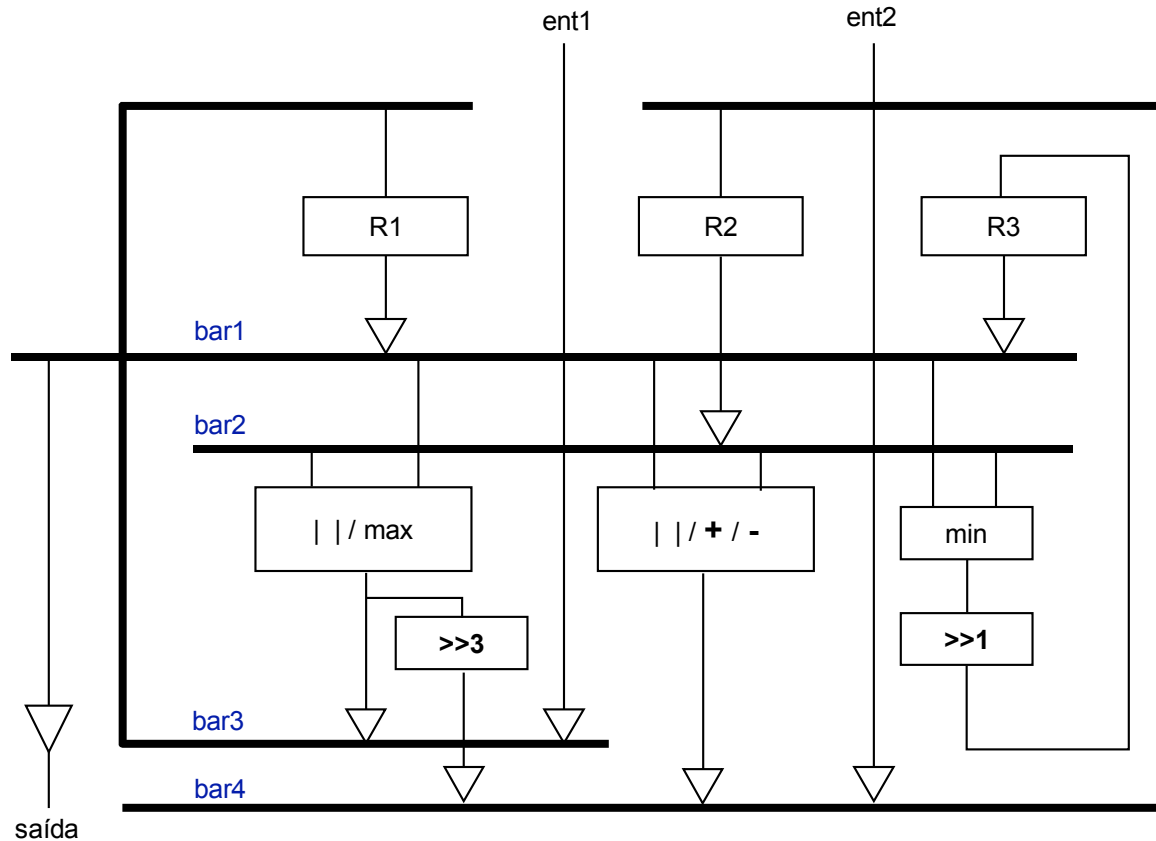 ent1
ent2
R1
R2
R3
bar1
bar2
| | / max
| | / + / -
min
>>3
>>1
bar3
bar4
saída